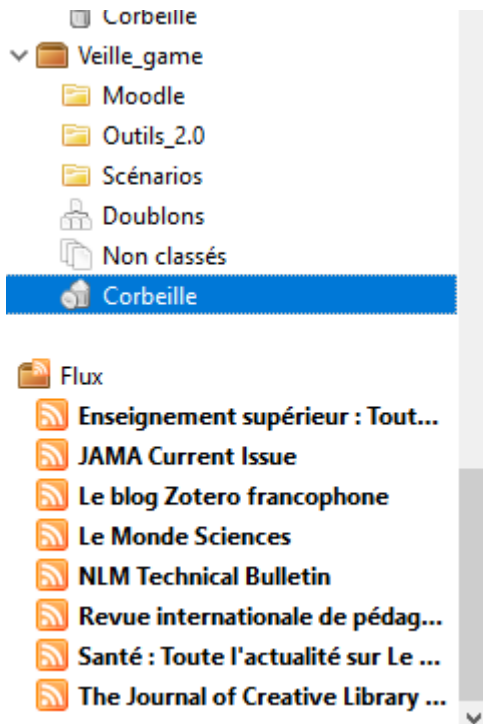 Corbeille
Veille_game
Moodle
Outils_2.0
Scénarios
Doublons
Non classés
Corbeille
Flux
Enseignement supérieur : Tout...
JAMA Current Issue
Le blog Zotero francophone
Le Monde Sciences
NLM Technical Bulletin
Revue internationale de pédag...
Santé : Toute l'actualité sur Le ...
The Journal of Creative Library ...